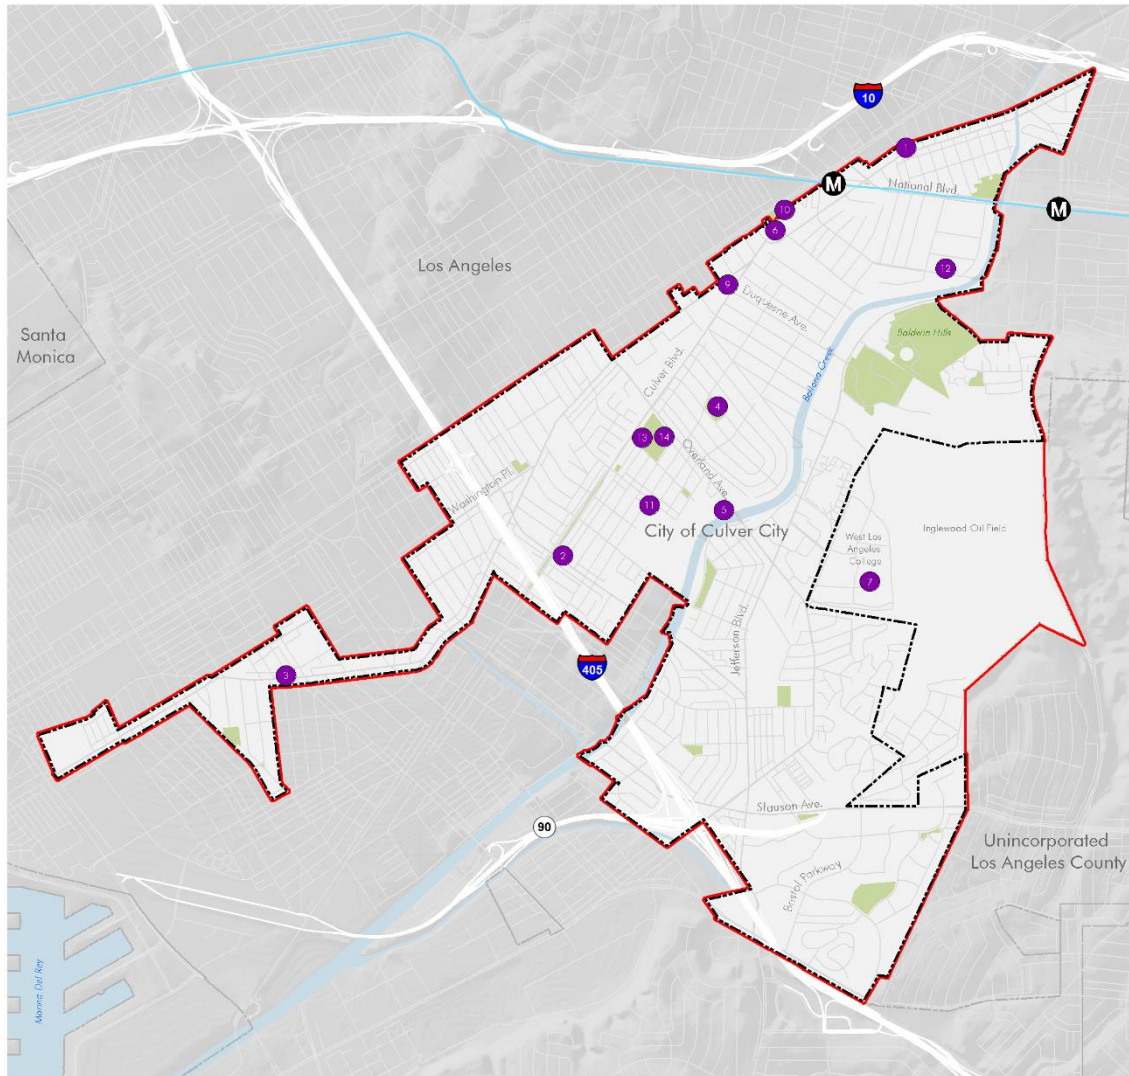 10
1
M
National Blvd.
M
10
6
Los Angeles
12
9
Duquesne Ave.
Santa
Monica
Baldwin Hills
Culver Blvd.
Ballona Creek
4
13
14
Overland Ave.
Washington Pl.
11
5
City of Culver City
Inglewood Oil Field
West Los
Angeles
College
2
7
Jefferson Blvd.
405
3
Slauson Ave.
90
Unincorporated
Los Angeles County
Bristol Parkway
Marina Del Rey